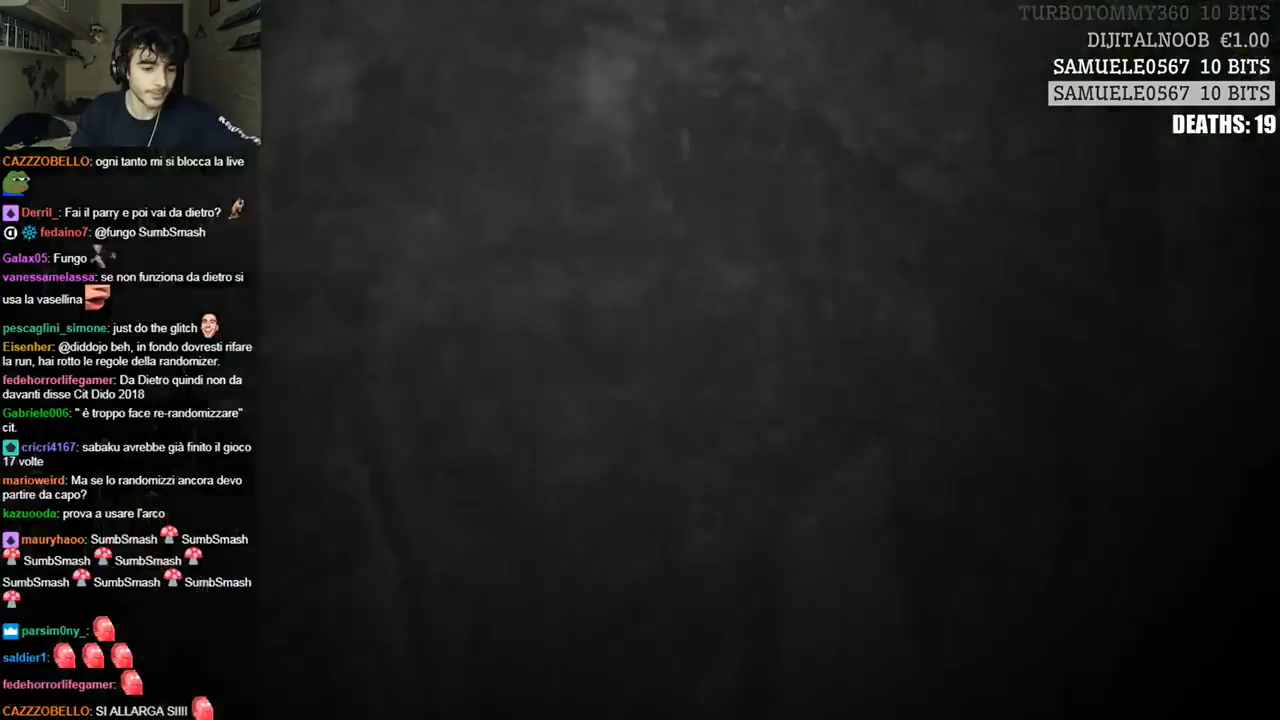 TURBOTOMMY360 10 BITS
DIJITALNOOB €1.00
SAMUELE0567 10 BITS
SAMUELE0567 10 BITS
DEATHS: 19
CAZZZOBELLO: ogni tanto mi si blocca la live
Derril_: Fai il parry e poi vai da dietro?
fedaino7: @fungo SumbSmash
Galax05: Fungo
vanessamelassa: se non funziona da dietro si
usa la vasellina
pescaglini_simone: just do the glitch
Eisenher: @diddojo beh, in fondo dovresti rifare
la run, hai rotto le regole della randomizer.
fedehorrorlifegamer: Da Dietro quindi non da
davanti disse Cit Dido 2018
Gabriele006: " è troppo face re-randomizzare"
cit.
cricri4167: sabaku avrebbe già finito il gioco
17 volte
marioweird: Ma se lo randomizzi ancora devo
partire da capo?
kazuooda: prova a usare l'arco
mauryhaoo: SumbSmash SumbSmash
SumbSmash SumbSmash
SumbSmash SumbSmash SumbSmash
parsim0ny_:
saldier1:
fedehorrorlifegamer:
CAZZZOBELLO: SI ALLARGA SIIII